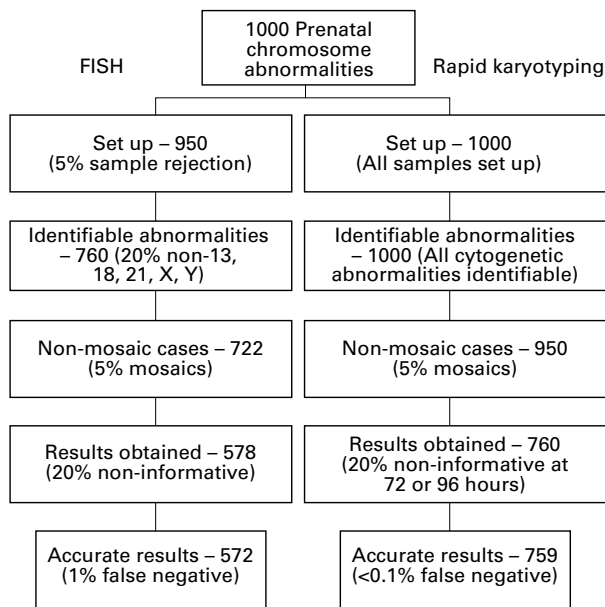 1000 Prenatal
chromosome
abnormalities
FISH
Rapid karyotyping
Set up – 950
(5% sample rejection)
Set up – 1000
(All samples set up)
Identifiable abnormalities
– 760 (20% non-13,
18, 21, X, Y)
Identifiable abnormalities
– 1000 (All cytogenetic
abnormalities identifiable)
Non-mosaic cases – 722
(5% mosaics)
Non-mosaic cases – 950
(5% mosaics)
Results obtained – 578
(20% non-informative)
Results obtained – 760
(20% non-informative at
72 or 96 hours)
Accurate results – 572
(1% false negative)
Accurate results – 759
(<0.1% false negative)